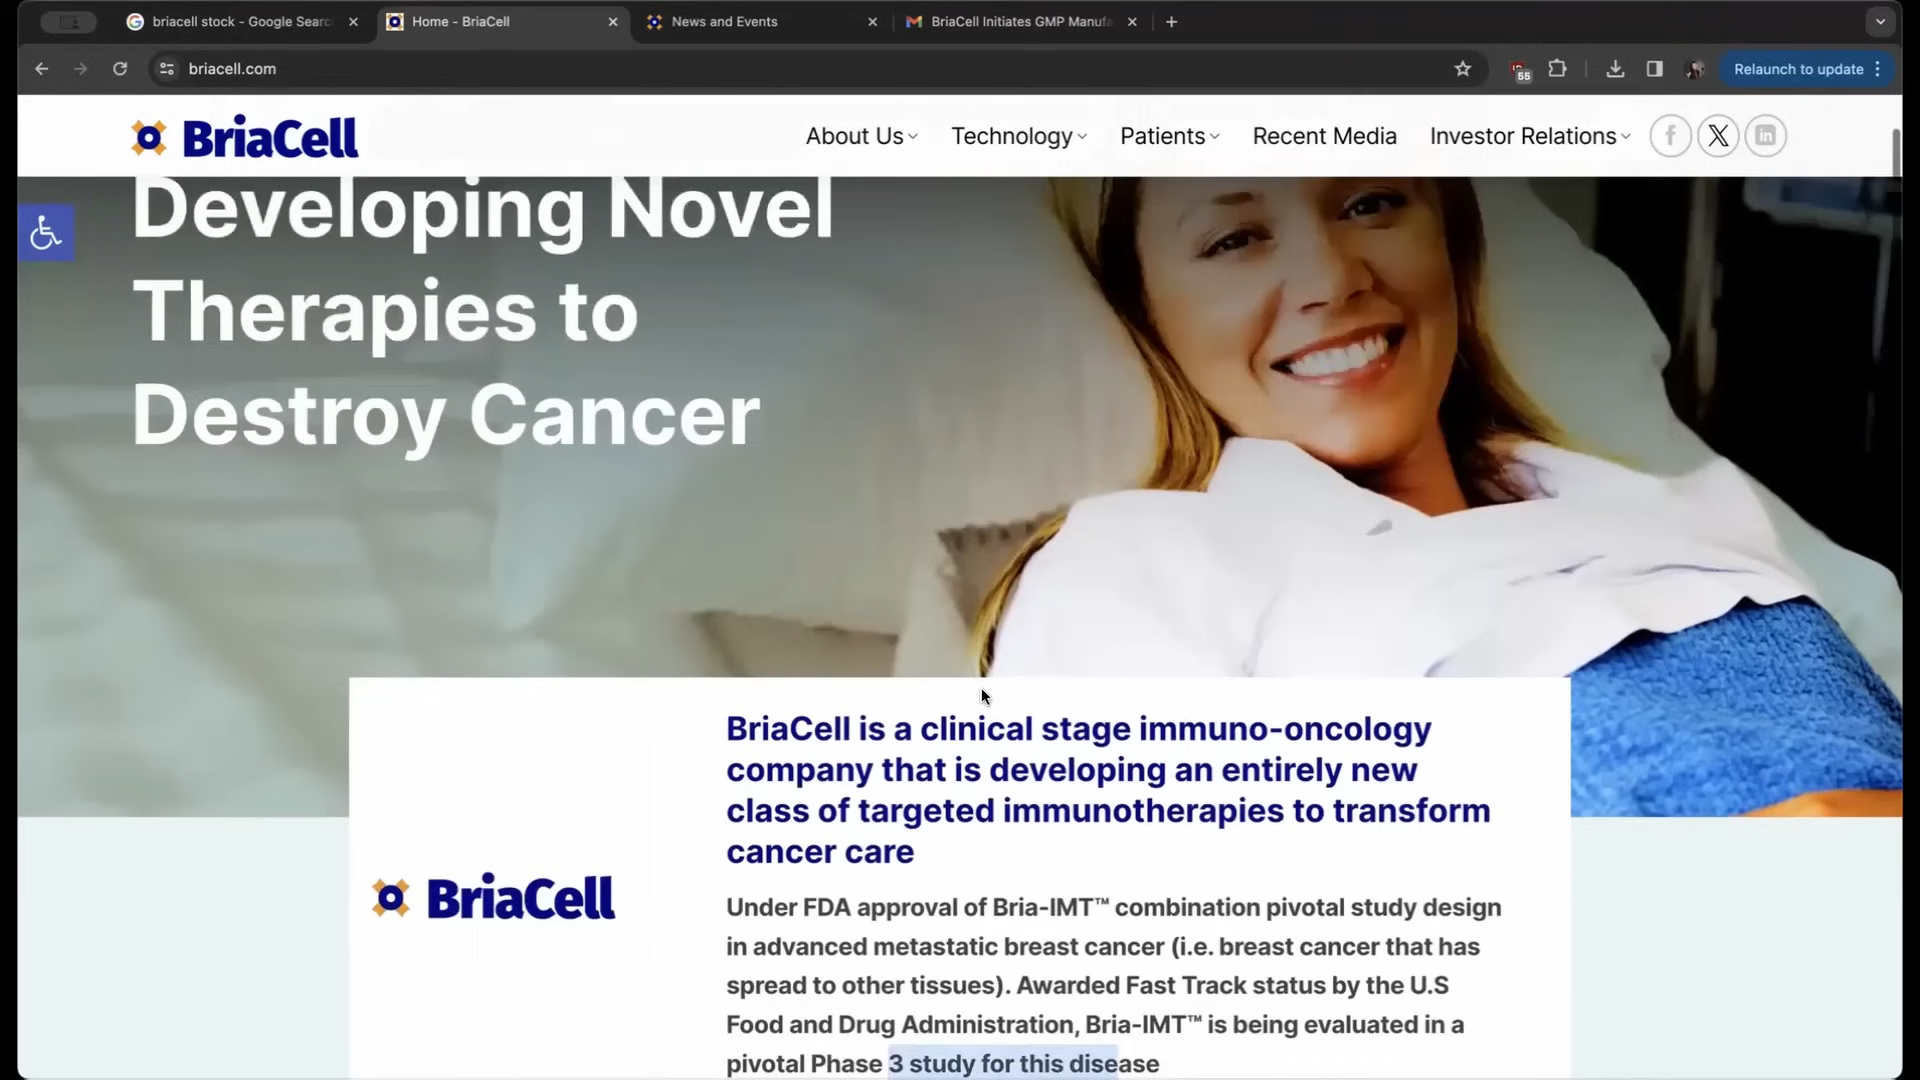 briacell stock - Google Searc
Home - BriaCell
News and Events
BriaCell Initiates GMP Manufa
briacell.com
55
Relaunch to update
BriaCell
About Us
Technology
Patients
Recent Media
Investor Relations
Developing Novel
Therapies to
Destroy Cancer
BriaCell is a clinical stage immuno-oncology
company that is developing an entirely new
class of targeted immunotherapies to transform
cancer care
BriaCell
Under FDA approval of Bria-IMT™ combination pivotal study design
in advanced metastatic breast cancer (i.e. breast cancer that has
spread to other tissues). Awarded Fast Track status by the U.S
Food and Drug Administration, Bria-IMT™ is being evaluated in a
pivotal Phase 3 study for this disease